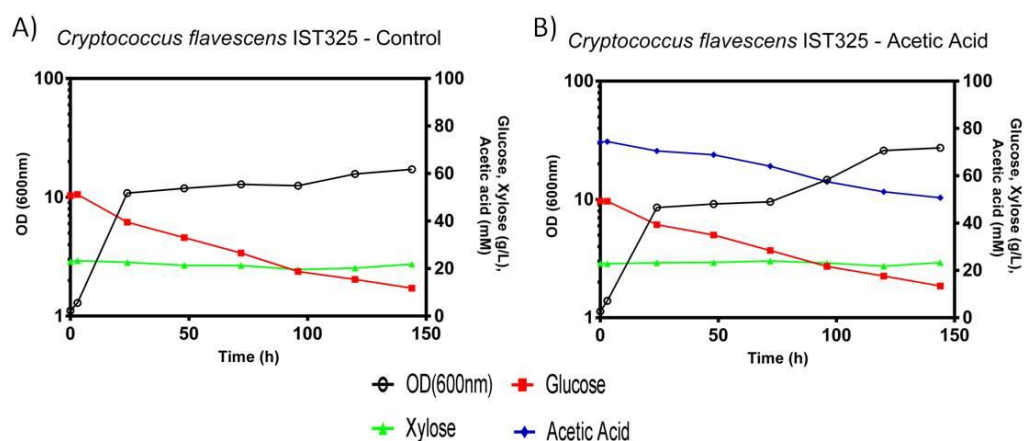 A)
Cryptococcus flavescens IST325 - Control
100
10
1
OD (600nm)
100
80
60
40
20
0
Glucose, Xylose (g/L),
Acetic acid (mM)
0
50
100
150
Time (h)
B)
Cryptococcus flavescens IST325 - Acetic Acid
100
10
1
OD (600nm)
100
80
60
40
20
0
Glucose, Xylose (g/L),
Acetic acid (mM)
0
50
100
150
Time (h)
OD(600nm)
Glucose
Xylose
Acetic Acid